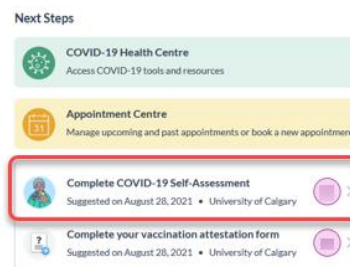 Next Steps
COVID-19 Health Centre
Access COVID-19 tools and resources
31
Appointment Centre
Manage upcoming and past appointments or book a new appointmen
Complete COVID-19 Self-Assessment
Suggested on August 28, 2021 • University of Calgary
?
Complete your vaccination attestation form
Suggested on August 28, 2021 • University of Calgary